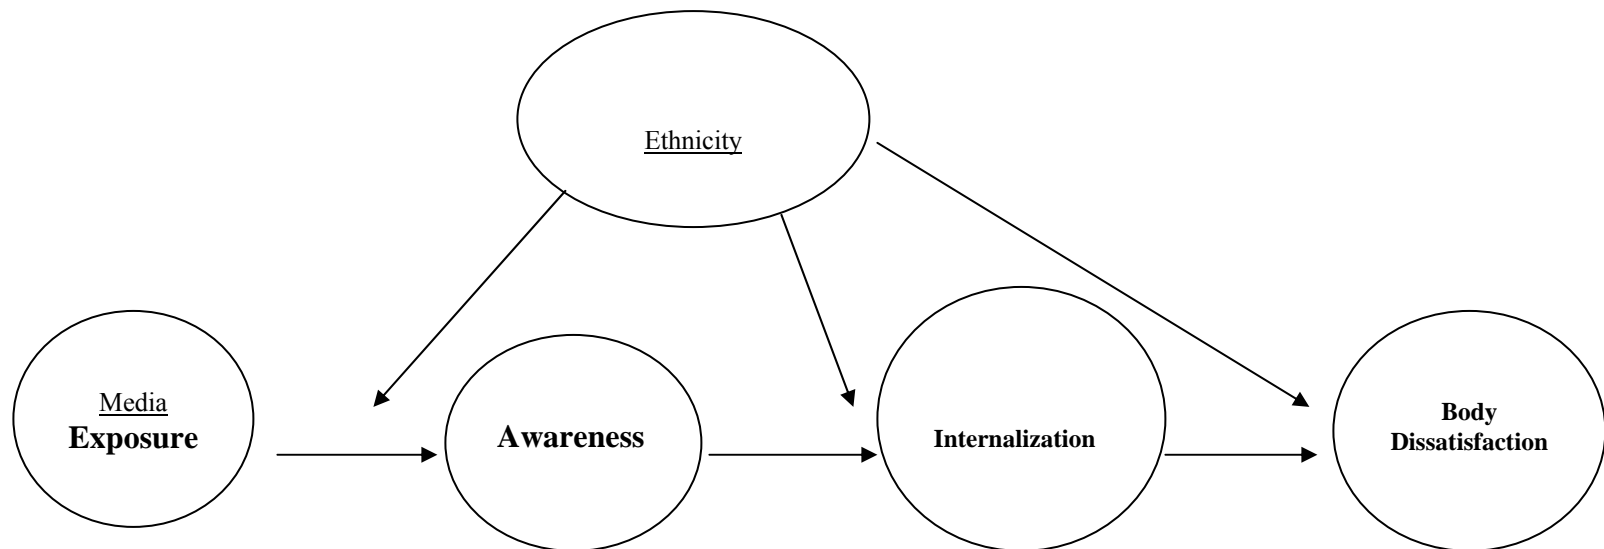 Ethnicity
Media
Exposure
Awareness
Internalization
Body
Dissatisfaction